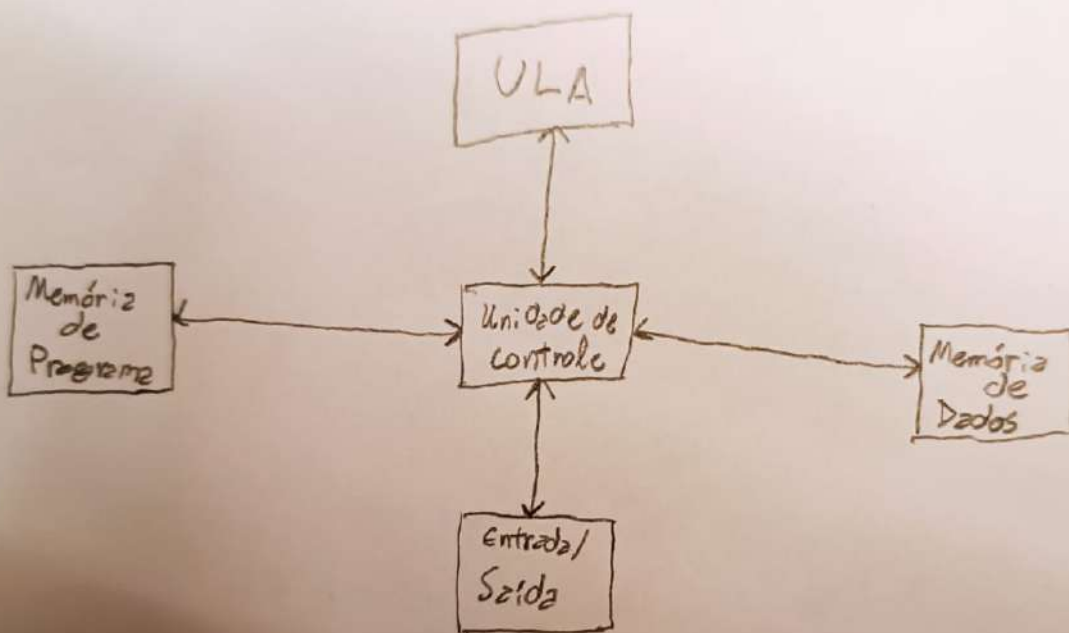 ULA
Memória
de
Programa
Unidade de
controle
Memória
de
Dados
Entrada/
Saída